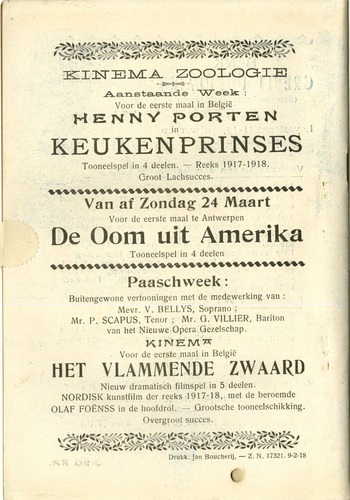 KINEMA ZOOLOGIE
Aanstaande Week :
Voor de eerste maal in België
HENNY PORTEN
in
KEUKENPRINSES
Tooneelspel in 4 deelen. — Reeks 1917-1918.
Groot Lachsucces.
Van af Zondag 24 Maart
Voor de eerste maal te Antwerpen
De Oom uit Amerika
Tooneelspel in 4 deelen
Paaschweek :
Buitengewone vertooningen met de medewerking van :
Mevr. V. BELLYS, Soprano ;
Mr. P. SCAPUS, Tenor ; Mr. G. VILLIER, Bariton
van het Nieuwe Opera Gezelschap.
KINEMA
Voor de eerste maal in België
HET VLAMMENDE ZWAARD
Nieuw dramatisch filmspel in 5 deelen.
NORDISK kunstfilm der reeks 1917-18, met de beroemde
OLAF FOËNSS in de hoofdrol. — Grootsche tooneelschikking.
Overgroot succes.
Drukk. Jan Boucherij, — Z. N. 17321. 9-2-18